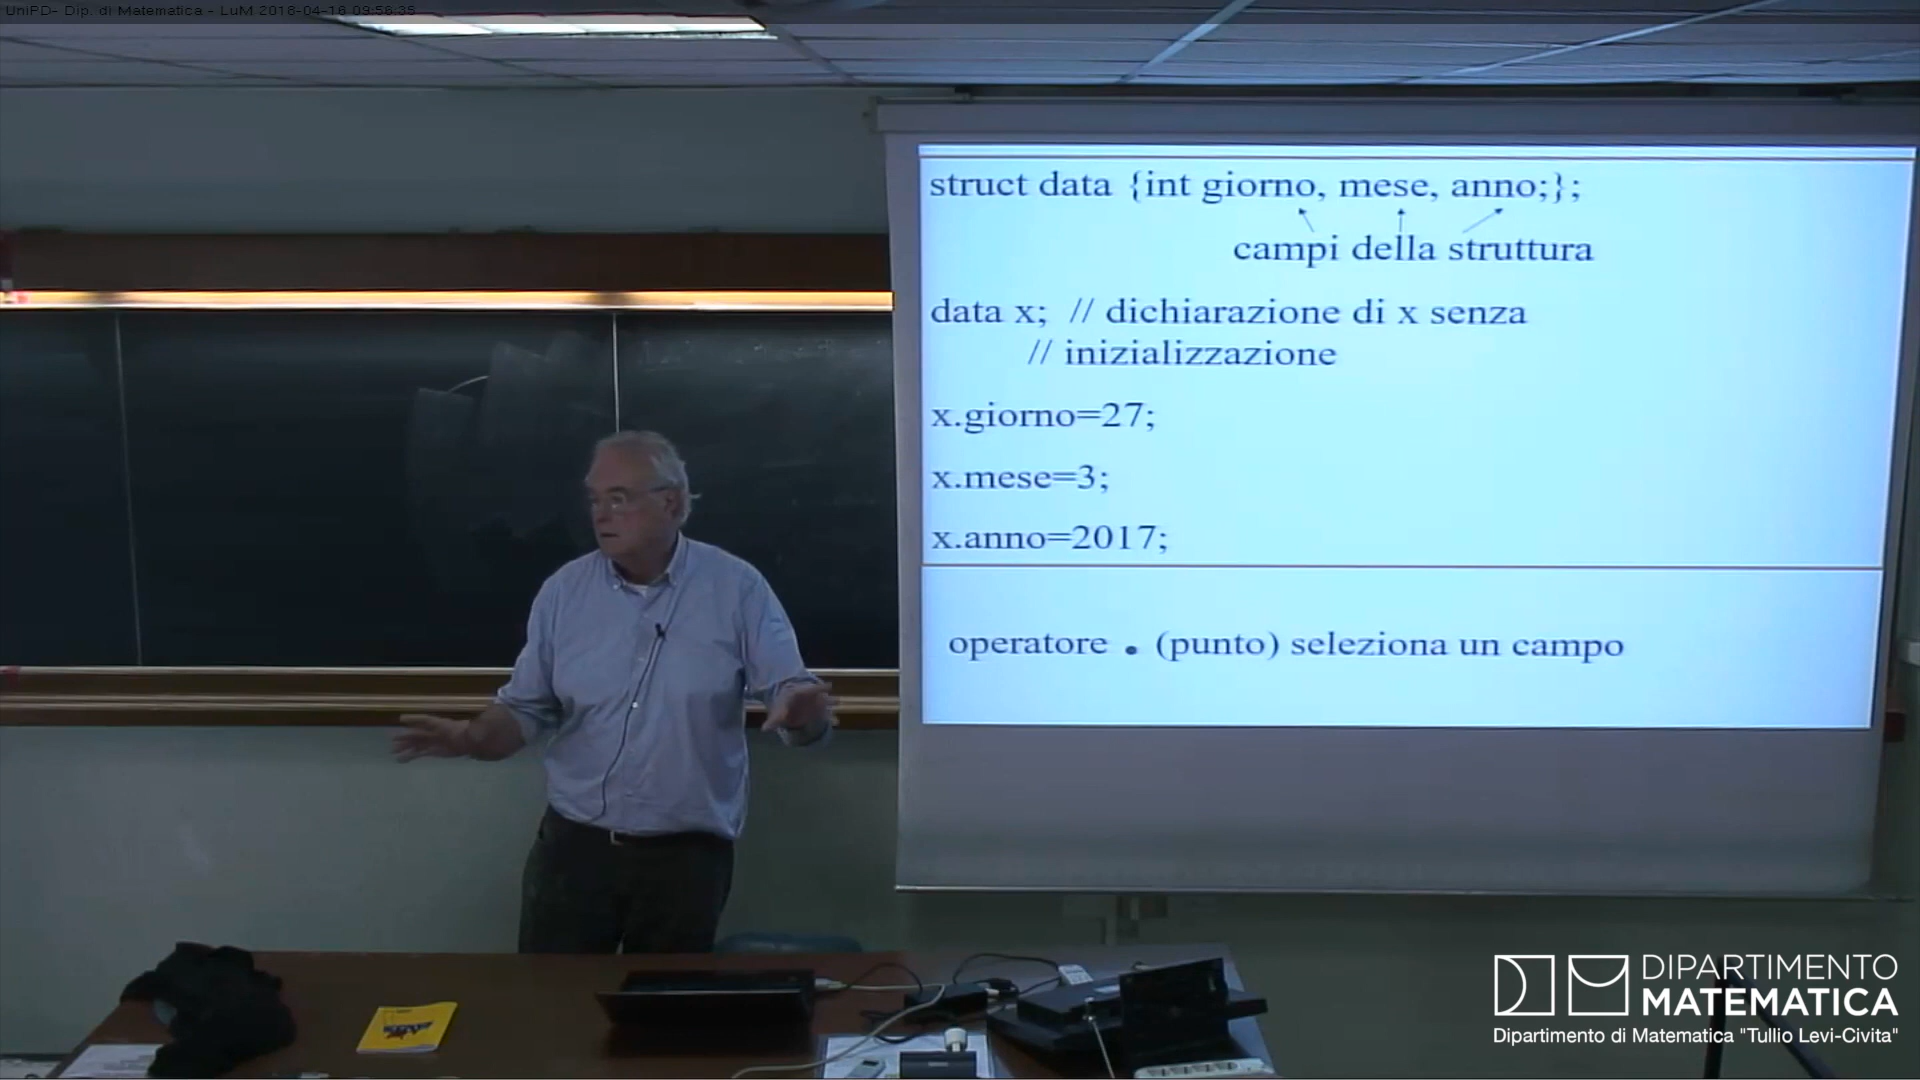 UniPD- Dip. di Matematica - LuM 2018-04-16 09:56:35
struct data {int giorno, mese, anno;};
campi della struttura
data x; // dichiarazione di x senza
// inizializzazione
x.giorno=27;
x.mese=3;
x.anno=2017;
operatore . (punto) seleziona un campo
DIPARTIMENTO
MATEMATICA
Dipartimento di Matematica "Tullio Levi-Civita"